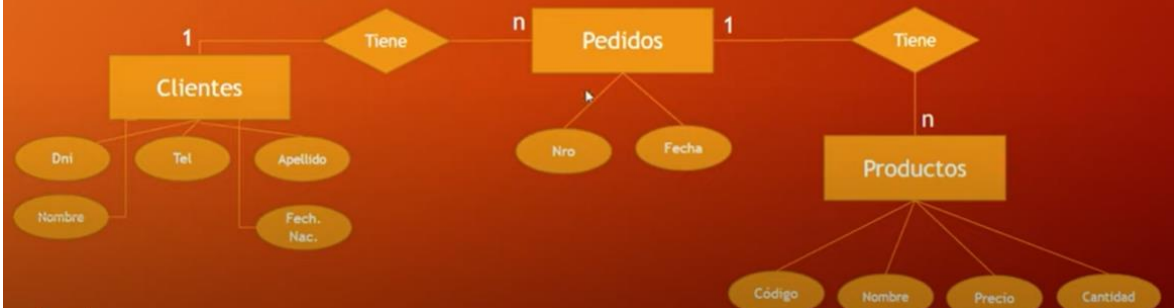 1
Tiene
n
Pedidos
1
Tiene
Clientes
n
Dni
Tel
Apellido
Nro
Fecha
Productos
Nombre
Fech.
Nac.
Código
Nombre
Precio
Cantidad